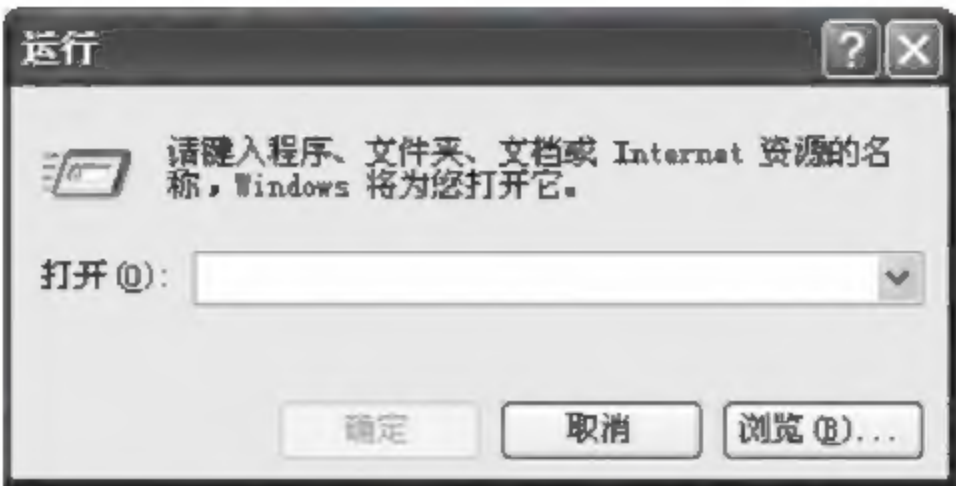 运行
请键入程序、文件夹、文档或 Internet 资源的名
称，Windows 将为您打开它。
打开(O):
确定
取消
浏览(B)...